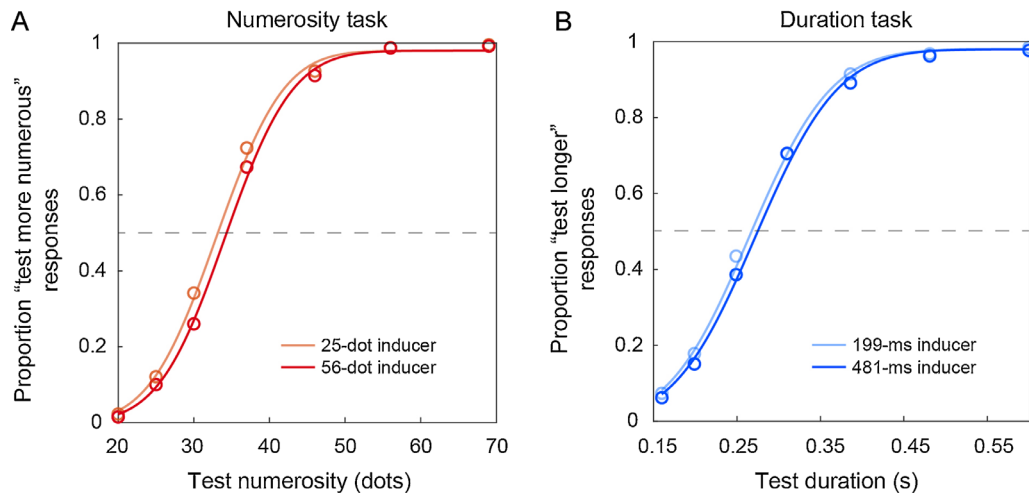 A
Numerosity task
Proportion “test more numerous”
responses
1
0.8
0.6
0.4
0.2
0
25-dot inducer
56-dot inducer
20 30 40 50 60 70
Test numerosity (dots)
B
Duration task
Proportion “test longer”
responses
1
0.8
0.6
0.4
0.2
0
199-ms inducer
481-ms inducer
0.15 0.25 0.35 0.45 0.55
Test duration (s)